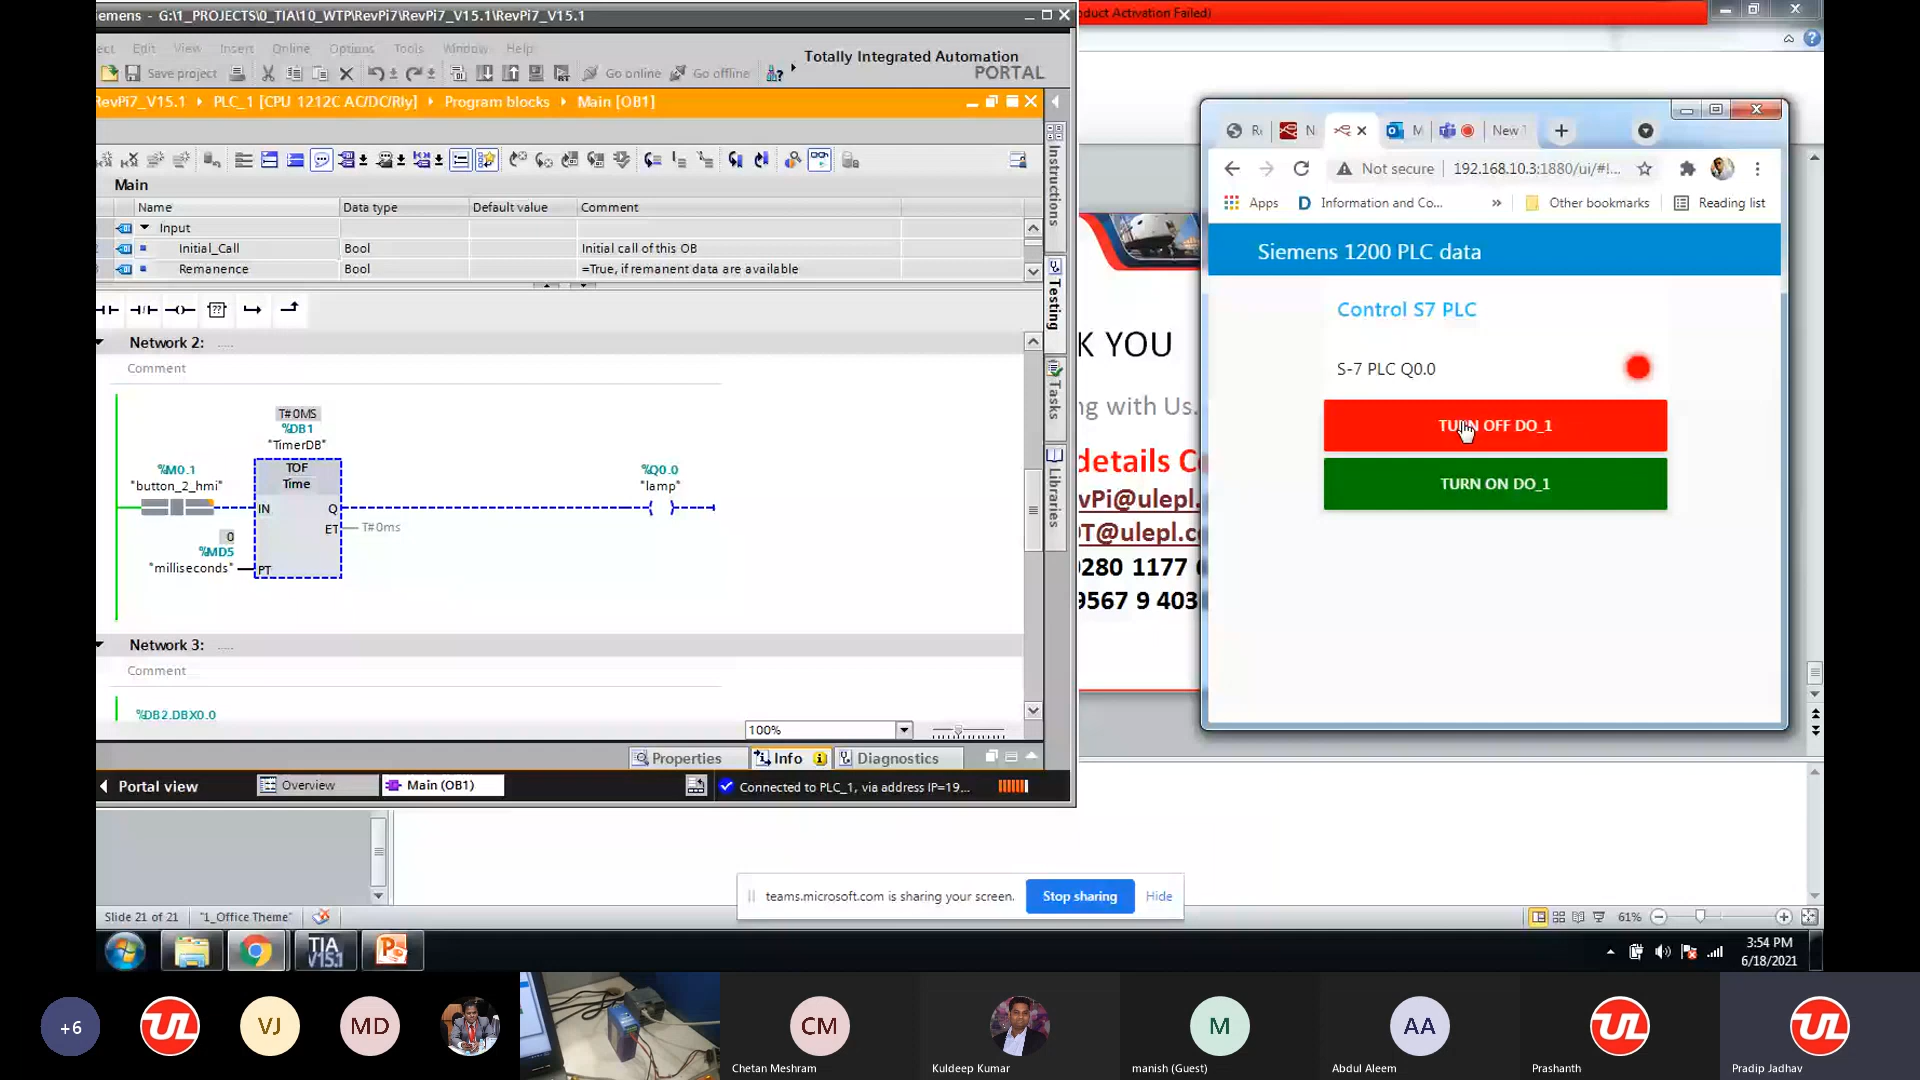 iemens - G:\1_PROJECTS\0_TIA\10_WTP\RevPi7\RevPi7_V15.1\RevPi7_V15.1
ect Edit View Insert Online Options Tools Window Help
Save project Go online Go offline
Totally Integrated Automation
PORTAL
RevPi7_V15.1 PLC_1 [CPU 1212C AC/DC/Rly] Program blocks Main [OB1]
Main
Name Data type Default value Comment
Input
Initial_Call Bool Initial call of this OB
Remanence Bool =True, if remanent data are available
Network 2: .....
Comment
T#0MS
%DB1
"TimerDB"
%M0.1
"button_2_hmi"
TOF
Time
IN
Q
ET
T#0ms
0
%MD5
"milliseconds"
PT
%Q0.0
"lamp"
Network 3: .....
Comment
%DB2.DBX0.0
100%
Properties Info Diagnostics
Portal view Overview Main (OB1) Connected to PLC_1, via address IP=19...
Instructions
Testing
Tasks
Libraries
oduct Activation Failed)
K YOU
ng with Us.
details Co
vPi@ulepl.
OT@ulepl.co
0280 1177
9567 9 403
N M New T
Not secure 192.168.10.3:1880/ui/#!...
Apps Information and Co... » Other bookmarks Reading list
Siemens 1200 PLC data
Control S7 PLC
S-7 PLC Q0.0
TURN OFF DO_1
TURN ON DO_1
teams.microsoft.com is sharing your screen. Stop sharing Hide
Slide 21 of 21 "1_Office Theme" 61%
TIA
V15.1
3:54 PM
6/18/2021
+6
UL
VJ
MD
CM
Chetan Meshram
Kuldeep Kumar
M
manish (Guest)
AA
Abdul Aleem
UL
Prashanth
UL
Pradip Jadhav